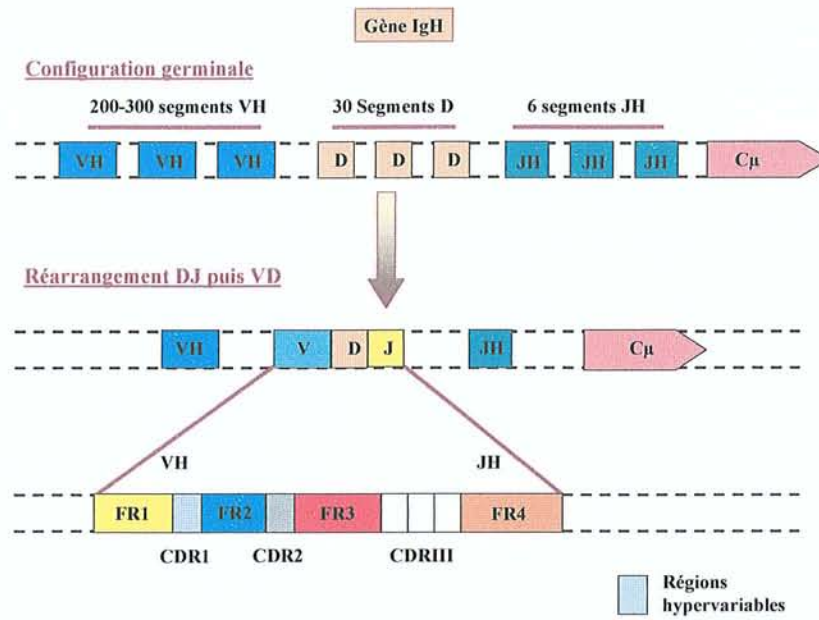 Gène IgH
Configuration germinale
200-300 segments VH 30 Segments D 6 segments JH
VH VH VH D D D JH JH JH Cµ
Réarrangement DJ puis VD
VH V D J JH Cµ
VH JH
FR1 FR2 FR3 FR4
CDR1 CDR2 CDRIII
Régions
hypervariables